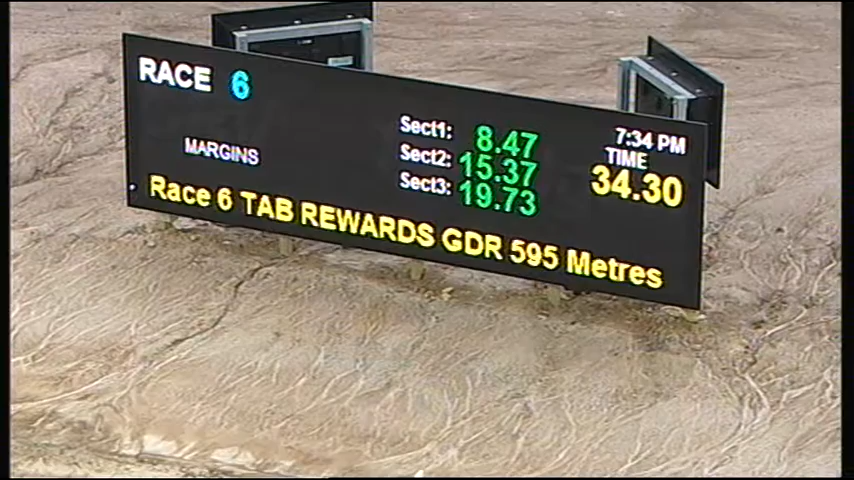 RACE 6
7:34 PM
Sect1: 8.47
TIME
MARGINS
Sect2: 15.37
34.30
Sect3: 19.73
Race 6 TAB REWARDS GDR 595 Metres